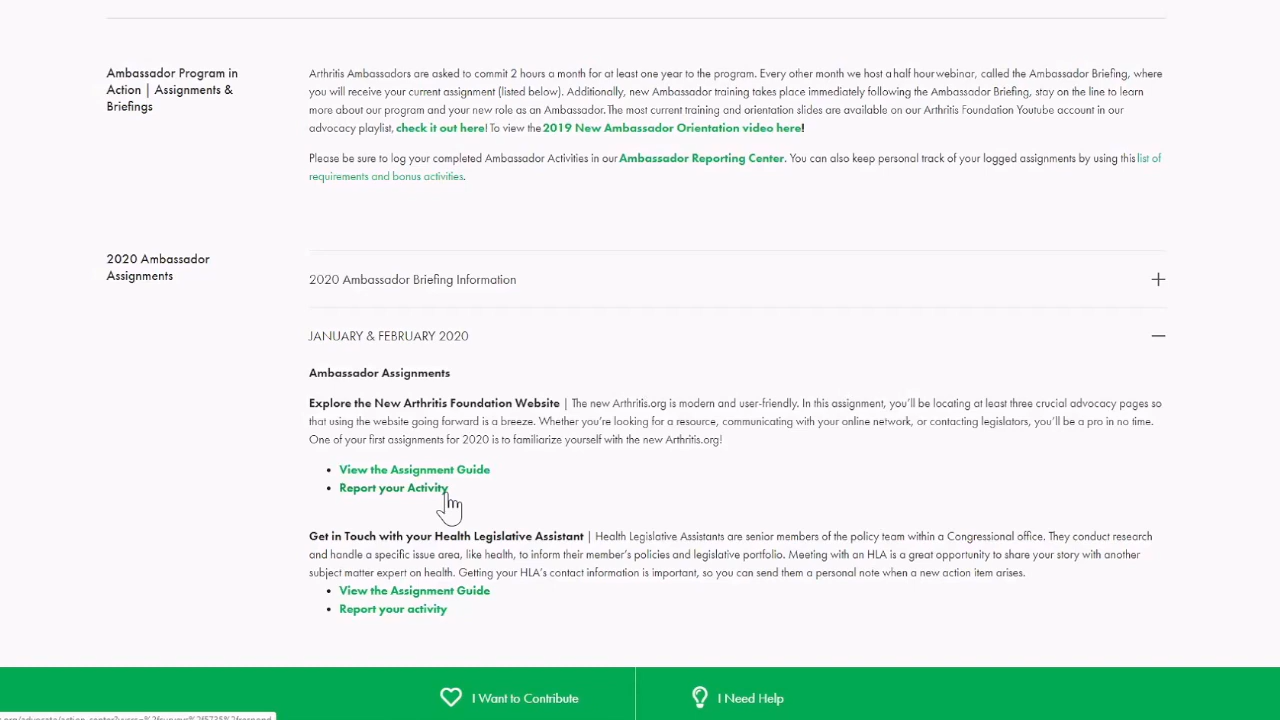 Ambassador Program in
Action | Assignments &
Briefings
Arthritis Ambassadors are asked to commit 2 hours a month for at least one year to the program. Every other month we host a half hour webinar, called the Ambassador Briefing, where
you will receive your current assignment (listed below). Additionally, new Ambassador training takes place immediately following the Ambassador Briefing, stay on the line to learn
more about our program and your new role as an Ambassador. The most current training and orientation slides are available on our Arthritis Foundation Youtube account in our
advocacy playlist, check it out here! To view the 2019 New Ambassador Orientation video here!
Please be sure to log your completed Ambassador Activities in our Ambassador Reporting Center. You can also keep personal track of your logged assignments by using this list of
requirements and bonus activities.
2020 Ambassador
Assignments
2020 Ambassador Briefing Information
JANUARY & FEBRUARY 2020
Ambassador Assignments
Explore the New Arthritis Foundation Website | The new Arthritis.org is modern and user-friendly. In this assignment, you'll be locating at least three crucial advocacy pages so
that using the website going forward is a breeze. Whether you're looking for a resource, communicating with your online network, or contacting legislators, you'll be a pro in no time.
One of your first assignments for 2020 is to familiarize yourself with the new Arthritis.org!
• View the Assignment Guide
• Report your Activity
Get in Touch with your Health Legislative Assistant | Health Legislative Assistants are senior members of the policy team within a Congressional office. They conduct research
and handle a specific issue area, like health, to inform their member's policies and legislative portfolio. Meeting with an HLA is a great opportunity to share your story with another
subject matter expert on health. Getting your HLA's contact information is important, so you can send them a personal note when a new action item arises.
• View the Assignment Guide
• Report your activity
I Want to Contribute
I Need Help